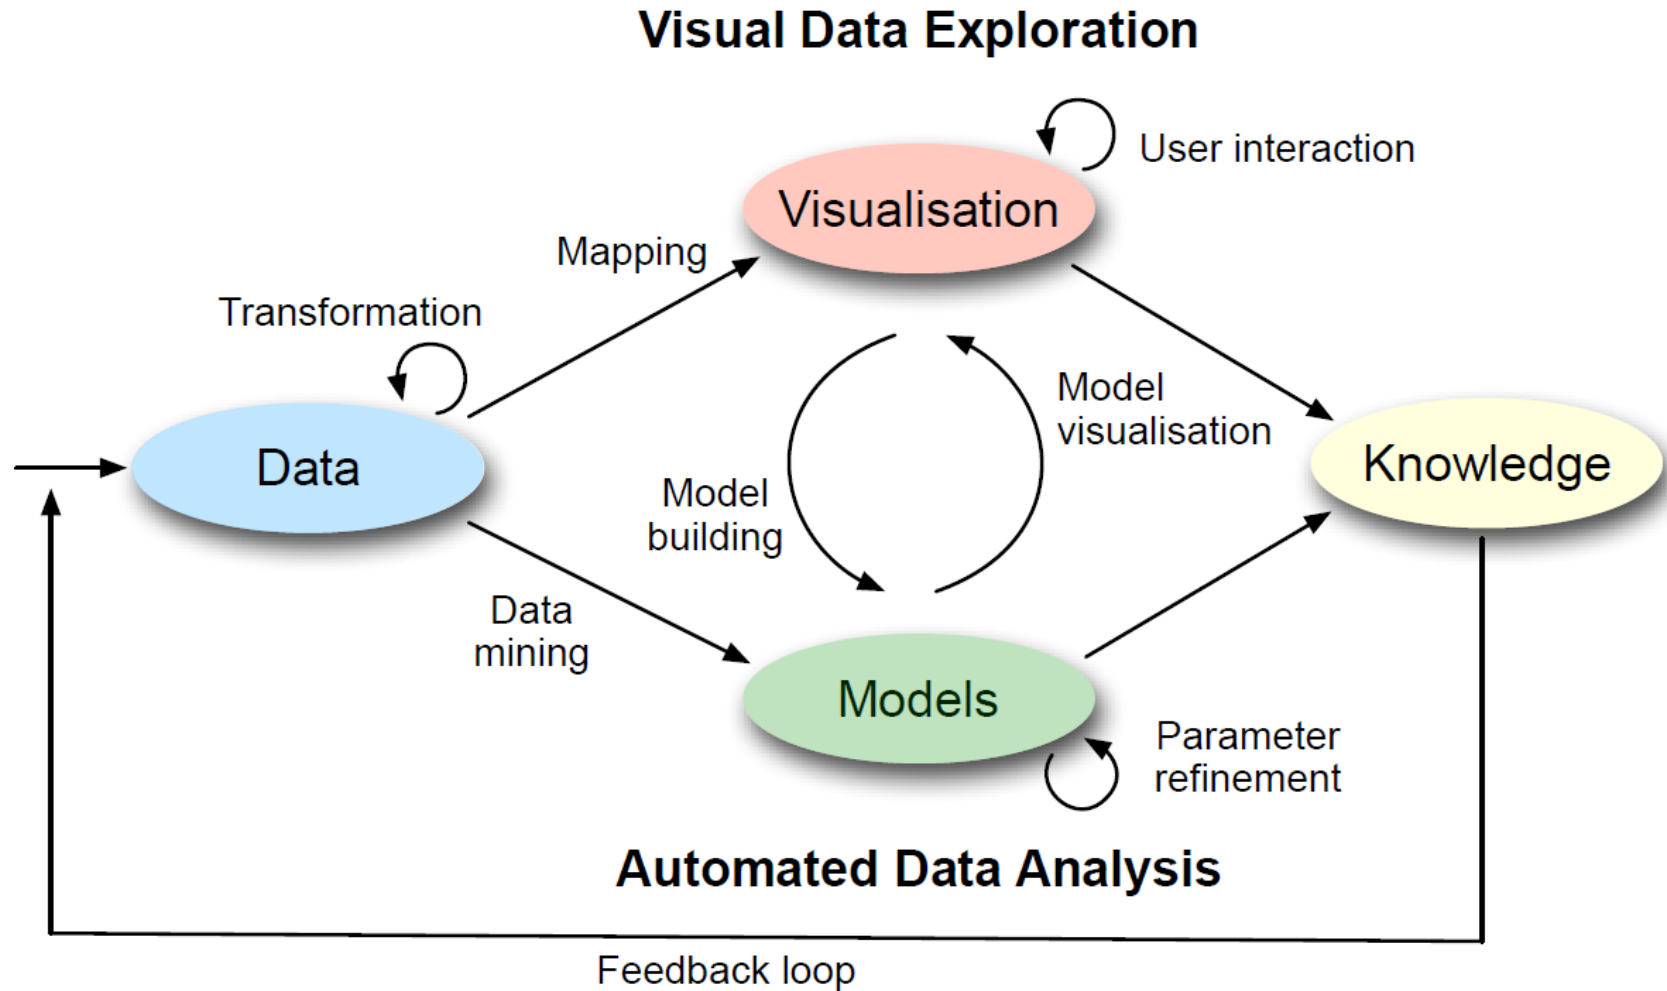 Visual Data Exploration
User interaction
Visualisation
Mapping
Transformation
Model
visualisation
Data
Knowledge
Model
building
Data
mining
Models
Parameter
refinement
Automated Data Analysis
Feedback loop